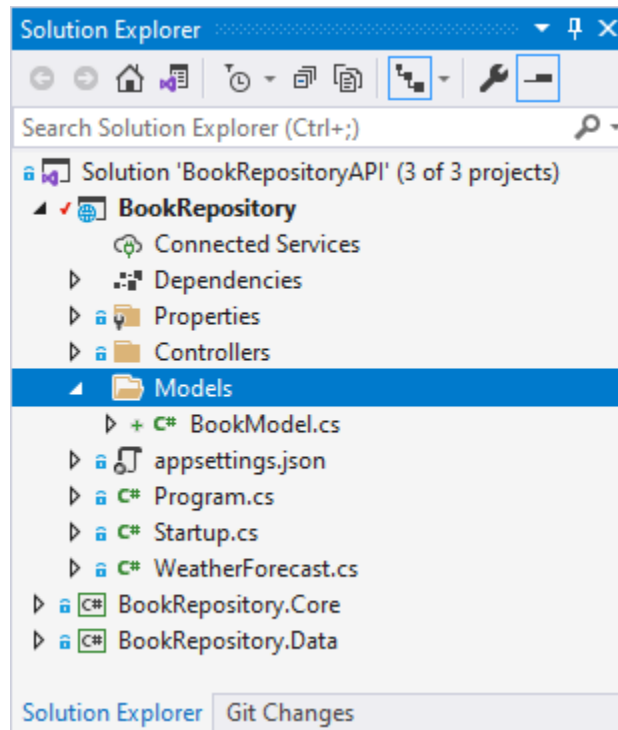 Solution Explorer
Search Solution Explorer (Ctrl+;)
Solution 'BookRepositoryAPI' (3 of 3 projects)
BookRepository
Connected Services
Dependencies
Properties
Controllers
Models
C# BookModel.cs
appsettings.json
C# Program.cs
C# Startup.cs
C# WeatherForecast.cs
C# BookRepository.Core
C# BookRepository.Data
Solution Explorer Git Changes